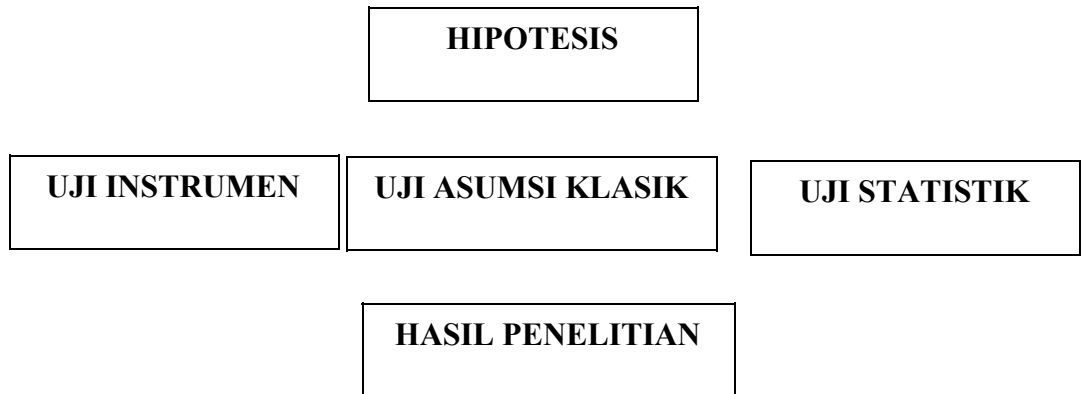 HIPOTESIS
UJI INSTRUMEN
UJI ASUMSI KLASIK
UJI STATISTIK
HASIL PENELITIAN